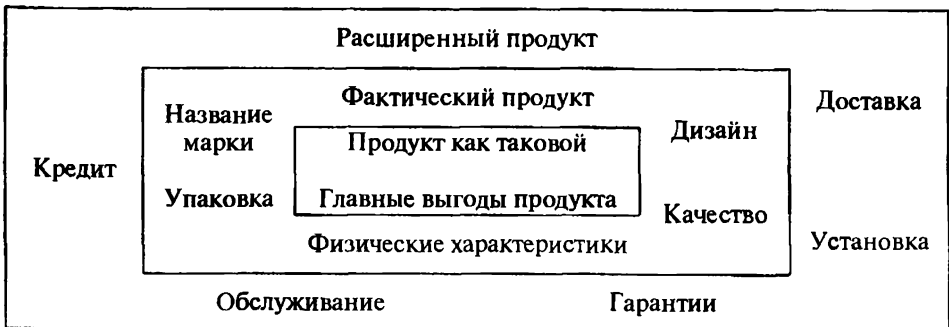 Расширенный продукт
Фактический продукт
Доставка
Название
марки
Дизайн
Продукт как таковой
Кредит
Упаковка
Главные выгоды продукта
Качество
Физические характеристики
Установка
Обслуживание
Гарантии